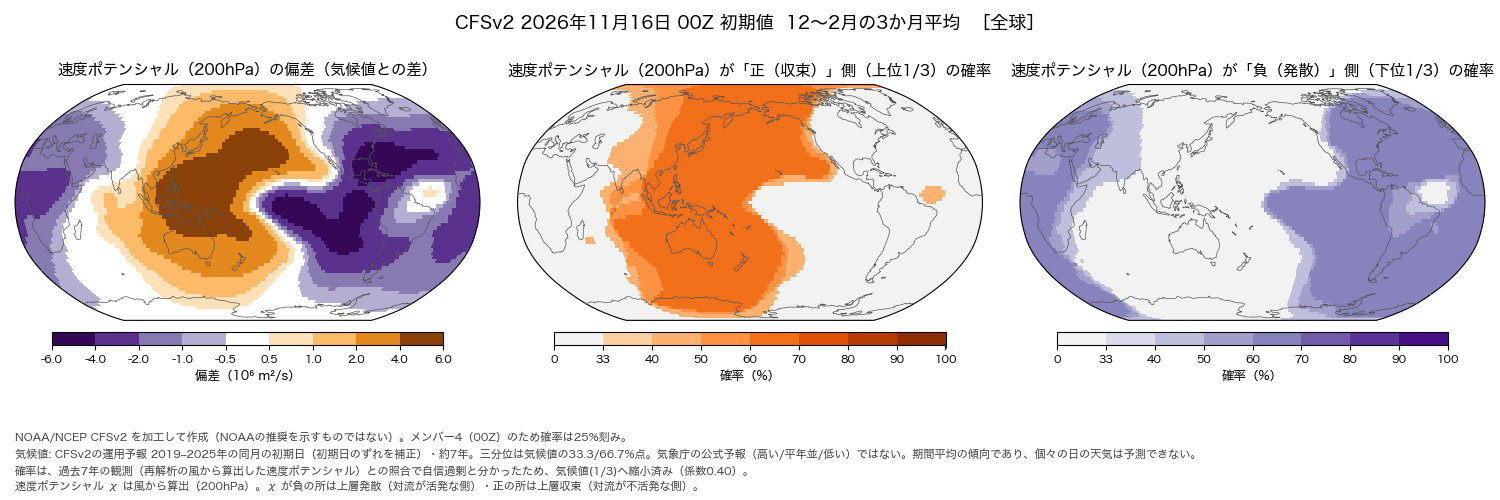 CFSv2 2026年11月16日 00Z 初期値 12～2月の3か月平均 ［全球］
速度ポテンシャル（200hPa）の偏差（気候値との差）
速度ポテンシャル（200hPa）が「正（収束）」側（上位1/3）の確率
速度ポテンシャル（200hPa）が「負（発散）」側（下位1/3）の確率
-6.0 -4.0 -2.0 -1.0 -0.5 0.5 1.0 2.0 4.0 6.0
偏差（10⁶ m²/s）
0 33 40 50 60 70 80 90 100
確率（%）
0 33 40 50 60 70 80 90 100
確率（%）
NOAA/NCEP CFSv2 を加工して作成（NOAAの推奨を示すものではない）。メンバー4（00Z）のため確率は25%刻み。
気候値: CFSv2の運用予報 2019–2025年の同月の初期日（初期日のずれを補正）・約7年。三分位は気候値の33.3/66.7%点。気象庁の公式予報（高い/平年並/低い）ではない。期間平均の傾向であり、個々の日の天気は予測できない。
確率は、過去7年の観測（再解析の風から算出した速度ポテンシャル）との照合で自信過剰と分かったため、気候値(1/3)へ縮小済み（係数0.40）。
速度ポテンシャル χ は風から算出（200hPa）。χ が負の所は上層発散（対流が活発な側）・正の所は上層収束（対流が不活発な側）。